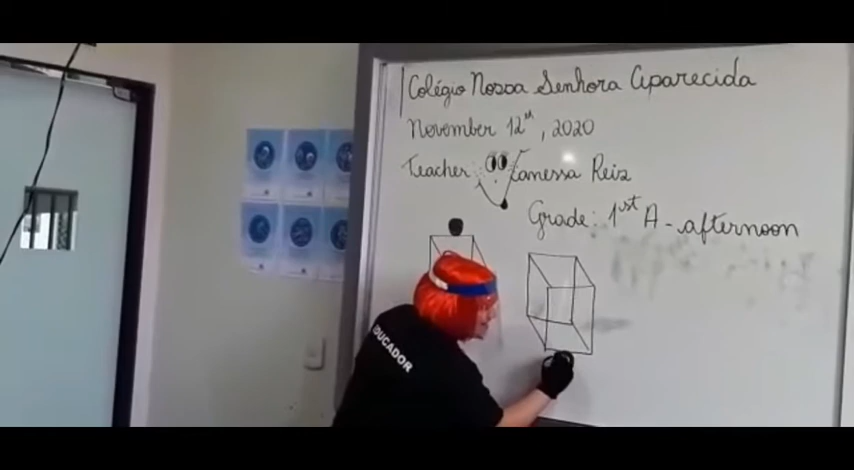 Colégio Nossa Senhora Aparecida
November 12th, 2020
Teacher: Vanessa Reis
Grade: 1st A - afternoon
EDUCADOR